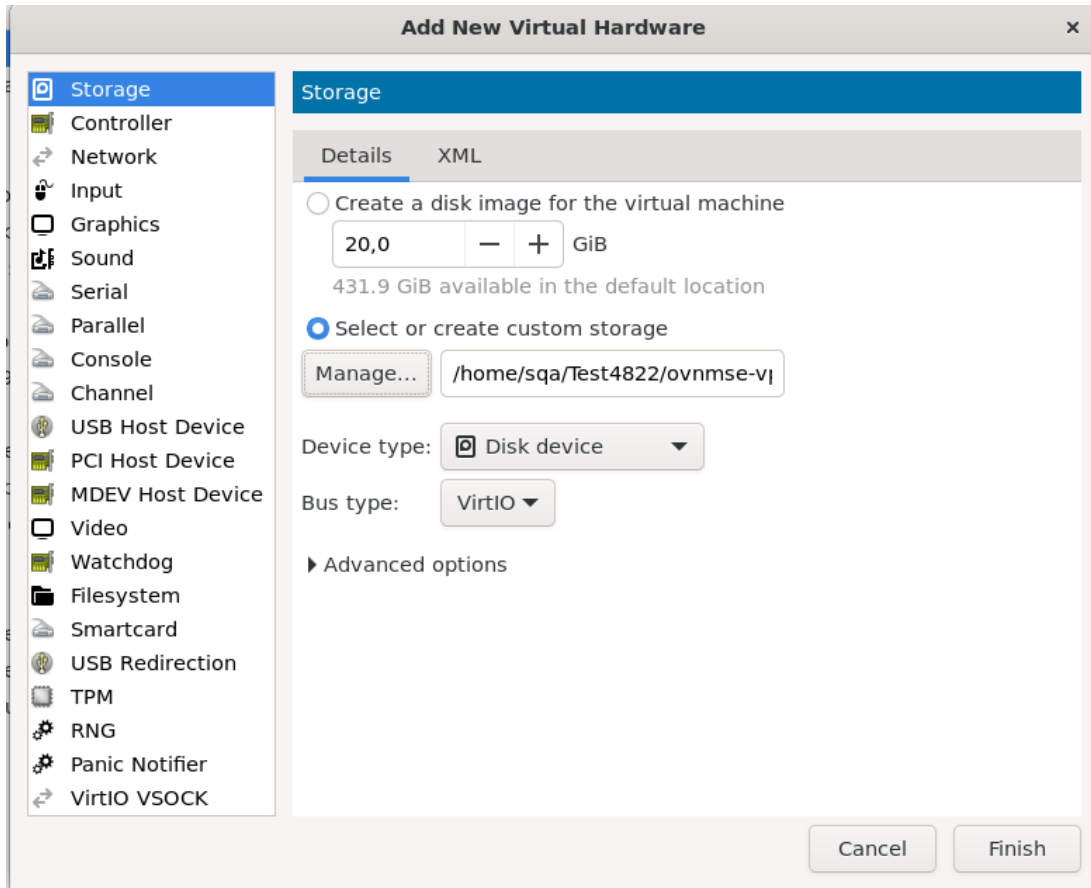 Add New Virtual Hardware
Storage
Controller
Network
Input
Graphics
Sound
Serial
Parallel
Console
Channel
USB Host Device
PCI Host Device
MDEV Host Device
Video
Watchdog
Filesystem
Smartcard
USB Redirection
TPM
RNG
Panic Notifier
VirtIO VSOCK
Storage
Details XML
Create a disk image for the virtual machine
20,0 GiB
431.9 GiB available in the default location
Select or create custom storage
Manage... /home/sqa/Test4822/ovnmse-v
Device type: Disk device
Bus type: VirtIO
Advanced options
Cancel Finish